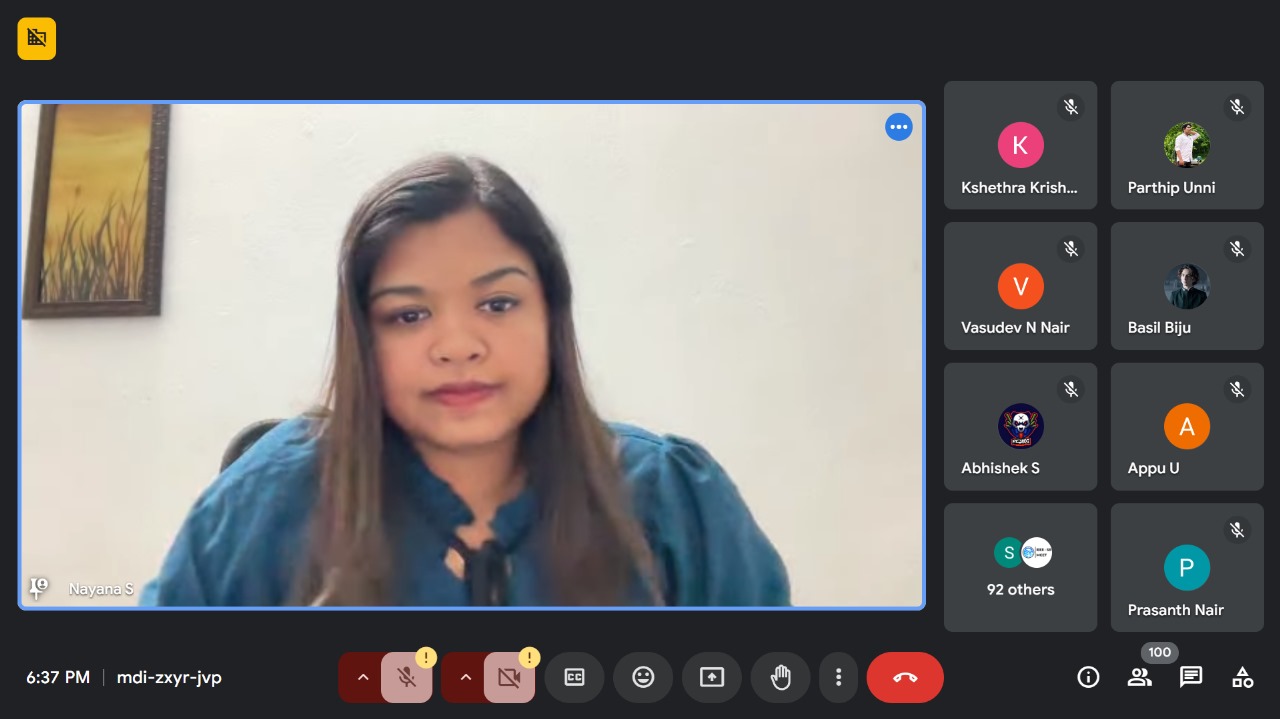 Nayana S
K
Kshethra Krish...
Parthip Unni
V
Vasudev N Nair
Basil Biju
Abhishek S
A
Appu U
S
92 others
P
Prasanth Nair
6:37 PM
mdi-zxyr-jvp
!
!
CC
100